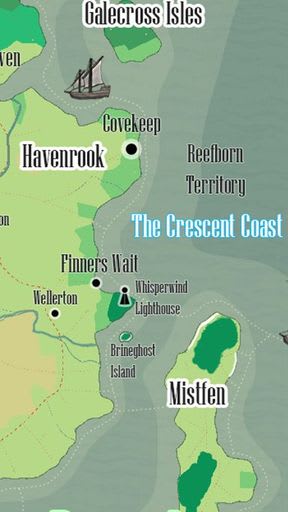 Galecross Isles
ven
Covekeep
Havenrook
Reefborn
Territory
on
The Crescent Coast
Finners Wait
Whisperwind
Lighthouse
Wellerton
Brineghost
Island
Mistfen